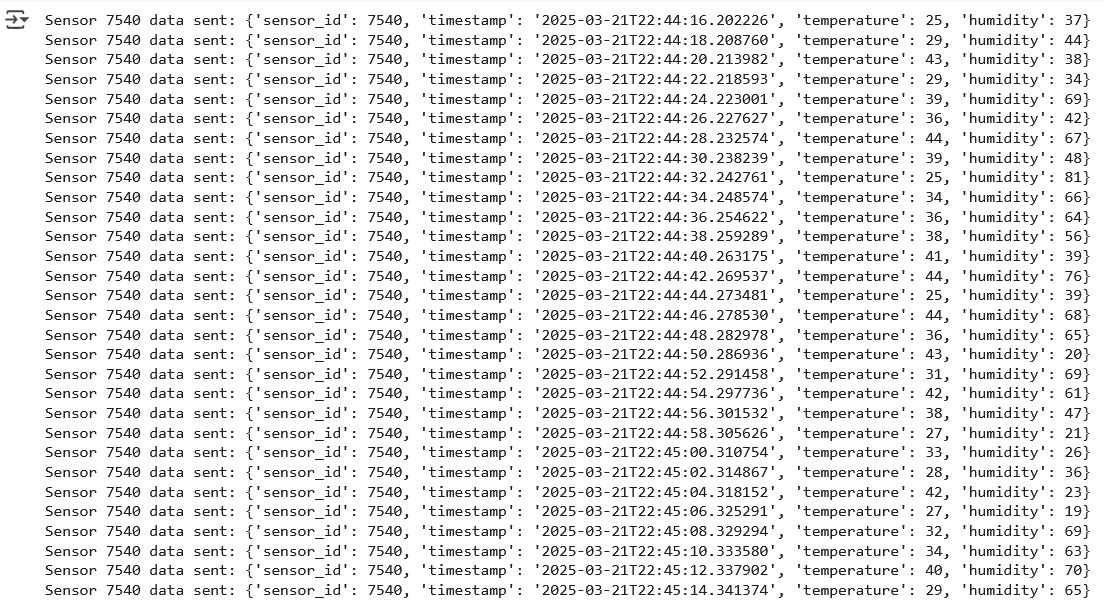 Sensor 7540 data sent: {'sensor_id': 7540, 'timestamp': '2025-03-21T22:44:16.202226', 'temperature': 25, 'humidity': 37}
Sensor 7540 data sent: {'sensor_id': 7540, 'timestamp': '2025-03-21T22:44:18.208760', 'temperature': 29, 'humidity': 44}
Sensor 7540 data sent: {'sensor_id': 7540, 'timestamp': '2025-03-21T22:44:20.213982', 'temperature': 43, 'humidity': 38}
Sensor 7540 data sent: {'sensor_id': 7540, 'timestamp': '2025-03-21T22:44:22.218593', 'temperature': 29, 'humidity': 34}
Sensor 7540 data sent: {'sensor_id': 7540, 'timestamp': '2025-03-21T22:44:24.223001', 'temperature': 39, 'humidity': 69}
Sensor 7540 data sent: {'sensor_id': 7540, 'timestamp': '2025-03-21T22:44:26.227627', 'temperature': 36, 'humidity': 42}
Sensor 7540 data sent: {'sensor_id': 7540, 'timestamp': '2025-03-21T22:44:28.232574', 'temperature': 44, 'humidity': 67}
Sensor 7540 data sent: {'sensor_id': 7540, 'timestamp': '2025-03-21T22:44:30.238239', 'temperature': 39, 'humidity': 48}
Sensor 7540 data sent: {'sensor_id': 7540, 'timestamp': '2025-03-21T22:44:32.242761', 'temperature': 25, 'humidity': 81}
Sensor 7540 data sent: {'sensor_id': 7540, 'timestamp': '2025-03-21T22:44:34.248574', 'temperature': 34, 'humidity': 66}
Sensor 7540 data sent: {'sensor_id': 7540, 'timestamp': '2025-03-21T22:44:36.254622', 'temperature': 36, 'humidity': 64}
Sensor 7540 data sent: {'sensor_id': 7540, 'timestamp': '2025-03-21T22:44:38.259289', 'temperature': 38, 'humidity': 56}
Sensor 7540 data sent: {'sensor_id': 7540, 'timestamp': '2025-03-21T22:44:40.263175', 'temperature': 41, 'humidity': 39}
Sensor 7540 data sent: {'sensor_id': 7540, 'timestamp': '2025-03-21T22:44:42.269537', 'temperature': 44, 'humidity': 76}
Sensor 7540 data sent: {'sensor_id': 7540, 'timestamp': '2025-03-21T22:44:44.273481', 'temperature': 25, 'humidity': 39}
Sensor 7540 data sent: {'sensor_id': 7540, 'timestamp': '2025-03-21T22:44:46.278530', 'temperature': 44, 'humidity': 68}
Sensor 7540 data sent: {'sensor_id': 7540, 'timestamp': '2025-03-21T22:44:48.282978', 'temperature': 36, 'humidity': 65}
Sensor 7540 data sent: {'sensor_id': 7540, 'timestamp': '2025-03-21T22:44:50.286936', 'temperature': 43, 'humidity': 20}
Sensor 7540 data sent: {'sensor_id': 7540, 'timestamp': '2025-03-21T22:44:52.291458', 'temperature': 31, 'humidity': 69}
Sensor 7540 data sent: {'sensor_id': 7540, 'timestamp': '2025-03-21T22:44:54.297736', 'temperature': 42, 'humidity': 61}
Sensor 7540 data sent: {'sensor_id': 7540, 'timestamp': '2025-03-21T22:44:56.301532', 'temperature': 38, 'humidity': 47}
Sensor 7540 data sent: {'sensor_id': 7540, 'timestamp': '2025-03-21T22:44:58.305626', 'temperature': 27, 'humidity': 21}
Sensor 7540 data sent: {'sensor_id': 7540, 'timestamp': '2025-03-21T22:45:00.310754', 'temperature': 33, 'humidity': 26}
Sensor 7540 data sent: {'sensor_id': 7540, 'timestamp': '2025-03-21T22:45:02.314867', 'temperature': 28, 'humidity': 36}
Sensor 7540 data sent: {'sensor_id': 7540, 'timestamp': '2025-03-21T22:45:04.318152', 'temperature': 42, 'humidity': 23}
Sensor 7540 data sent: {'sensor_id': 7540, 'timestamp': '2025-03-21T22:45:06.325291', 'temperature': 27, 'humidity': 19}
Sensor 7540 data sent: {'sensor_id': 7540, 'timestamp': '2025-03-21T22:45:08.329294', 'temperature': 32, 'humidity': 69}
Sensor 7540 data sent: {'sensor_id': 7540, 'timestamp': '2025-03-21T22:45:10.333580', 'temperature': 34, 'humidity': 63}
Sensor 7540 data sent: {'sensor_id': 7540, 'timestamp': '2025-03-21T22:45:12.337902', 'temperature': 40, 'humidity': 70}
Sensor 7540 data sent: {'sensor_id': 7540, 'timestamp': '2025-03-21T22:45:14.341374', 'temperature': 29, 'humidity': 65}